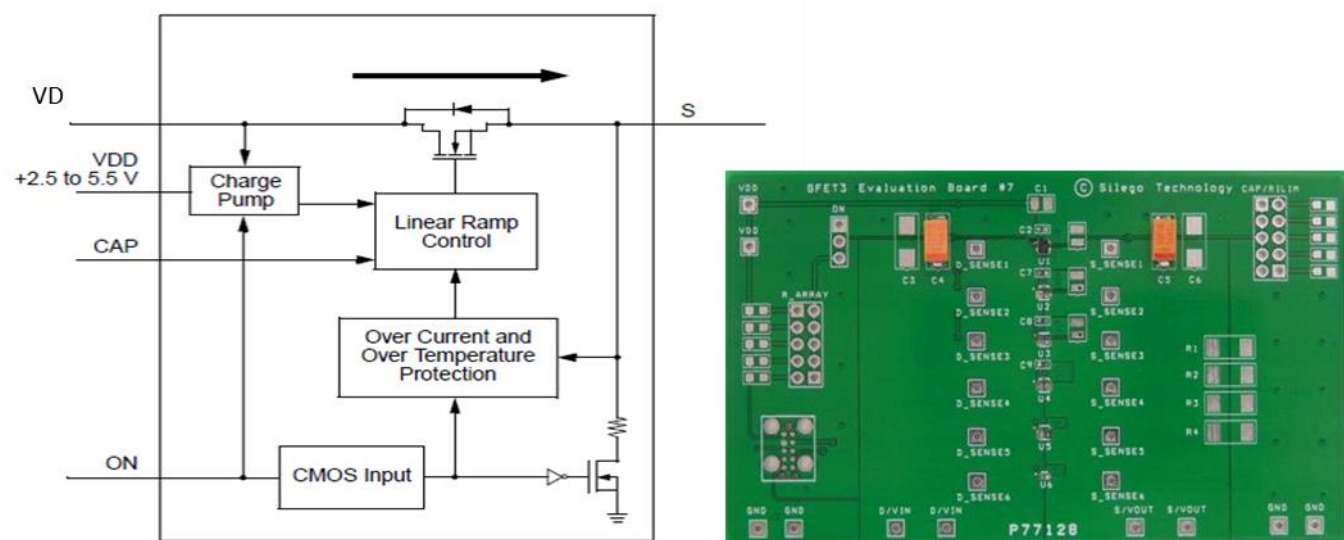 VD
S
VDD
+2.5 to 5.5 V
Charge
Pump
Linear Ramp
Control
CAP
Over Current and
Over Temperature
Protection
ON
CMOS Input
VDD
GFET3 Evaluation Board #7
C1
© Silego Technology
CAP/RILIM
ON
C2
VDD
D_SENSE1
U1
S_SENSE1
C3
C4
C5
C6
C7
R_ARRAY
U2
D_SENSE2
S_SENSE2
C8
D_SENSE3
U3
S_SENSE3
R1
C9
R2
D_SENSE4
U4
S_SENSE4
R3
R4
D_SENSE5
U5
S_SENSE5
D_SENSE6
U6
S_SENSE6
GND
GND
D/VIN
D/VIN
S/VOUT
S/VOUT
GND
GND
P77128